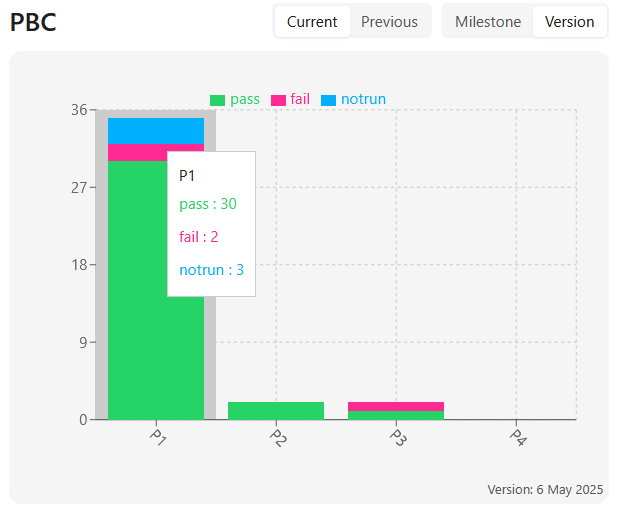 PBC
Current Previous Milestone Version
pass fail notrun
36
27
18
9
0
P1
pass : 30
fail : 2
notrun : 3
P1 P2 P3 P4
Version: 6 May 2025